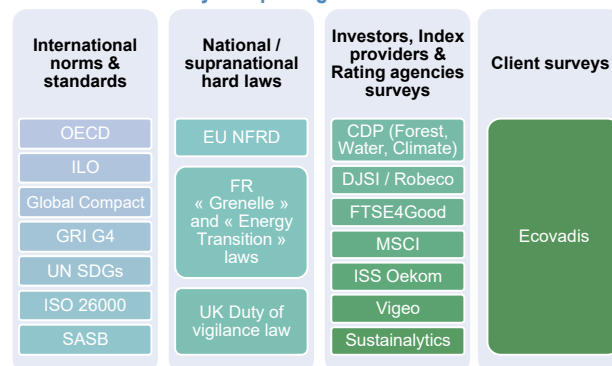 International
norms &
standards
OECD
ILO
Global Compact
GRI G4
UN SDGs
ISO 26000
SASB
National /
supranational
hard laws
EU NFRD
FR
« Grenelle »
and « Energy
Transition »
laws
UK Duty of
vigilance law
Investors, Index
providers &
Rating agencies
surveys
CDP (Forest,
Water, Climate)
DJSI / Robeco
FTSE4Good
MSCI
ISS Oekom
Vigeo
Sustainalytics
Client surveys
Ecovadis